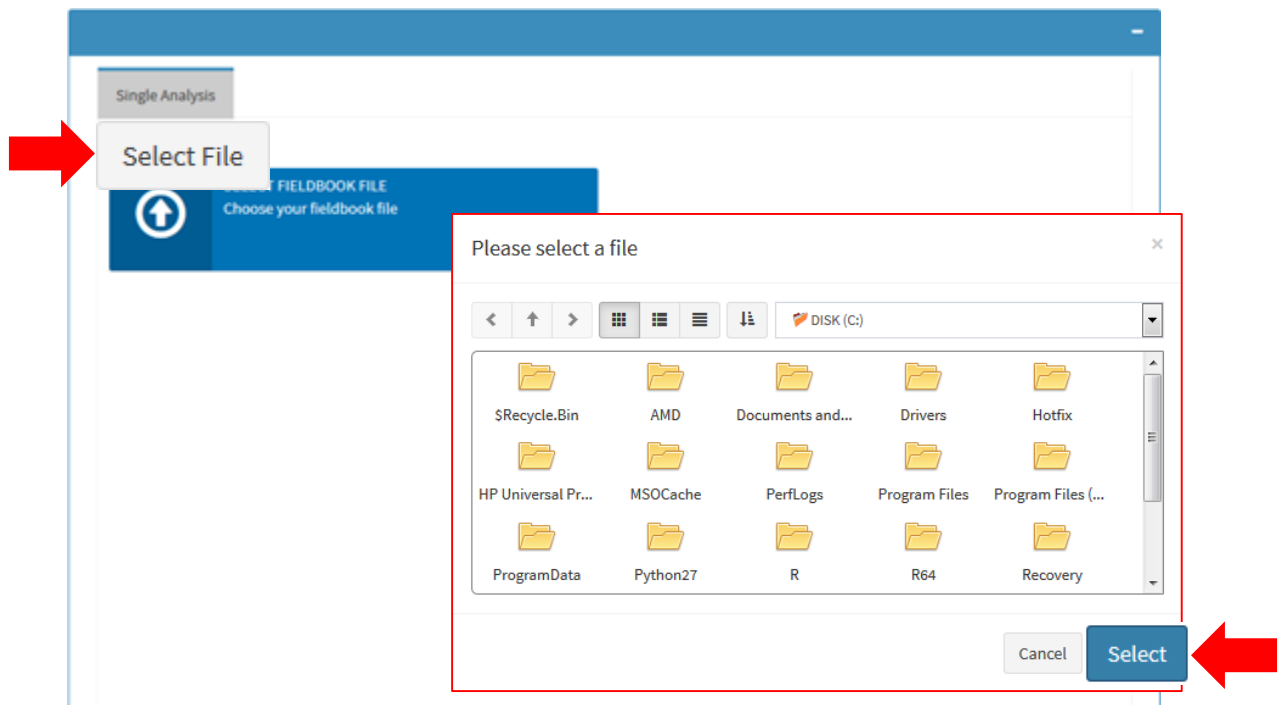 Single Analysis
Select File
FIELDBOOK FILE
Choose your fieldbook file
Please select a file
DISK (C:)
$Recycle.Bin AMD Documents and... Drivers Hotfix
HP Universal Pr... MSOCache PerfLogs Program Files Program Files (...
ProgramData Python27 R R64 Recovery
Cancel Select